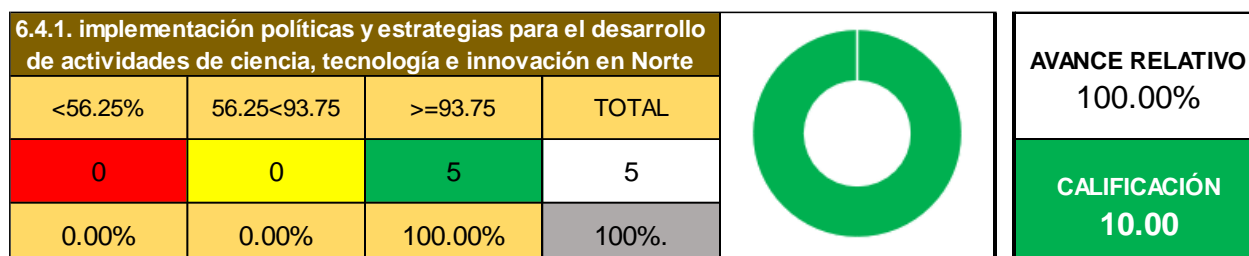 6.4.1. implementación políticas y estrategias para el desarrollo
de actividades de ciencia, tecnología e innovación en Norte
<56.25% 56.25<93.75 >=93.75 TOTAL
0 0 5 5
0.00% 0.00% 100.00% 100%.
AVANCE RELATIVO
100.00%
CALIFICACIÓN
10.00